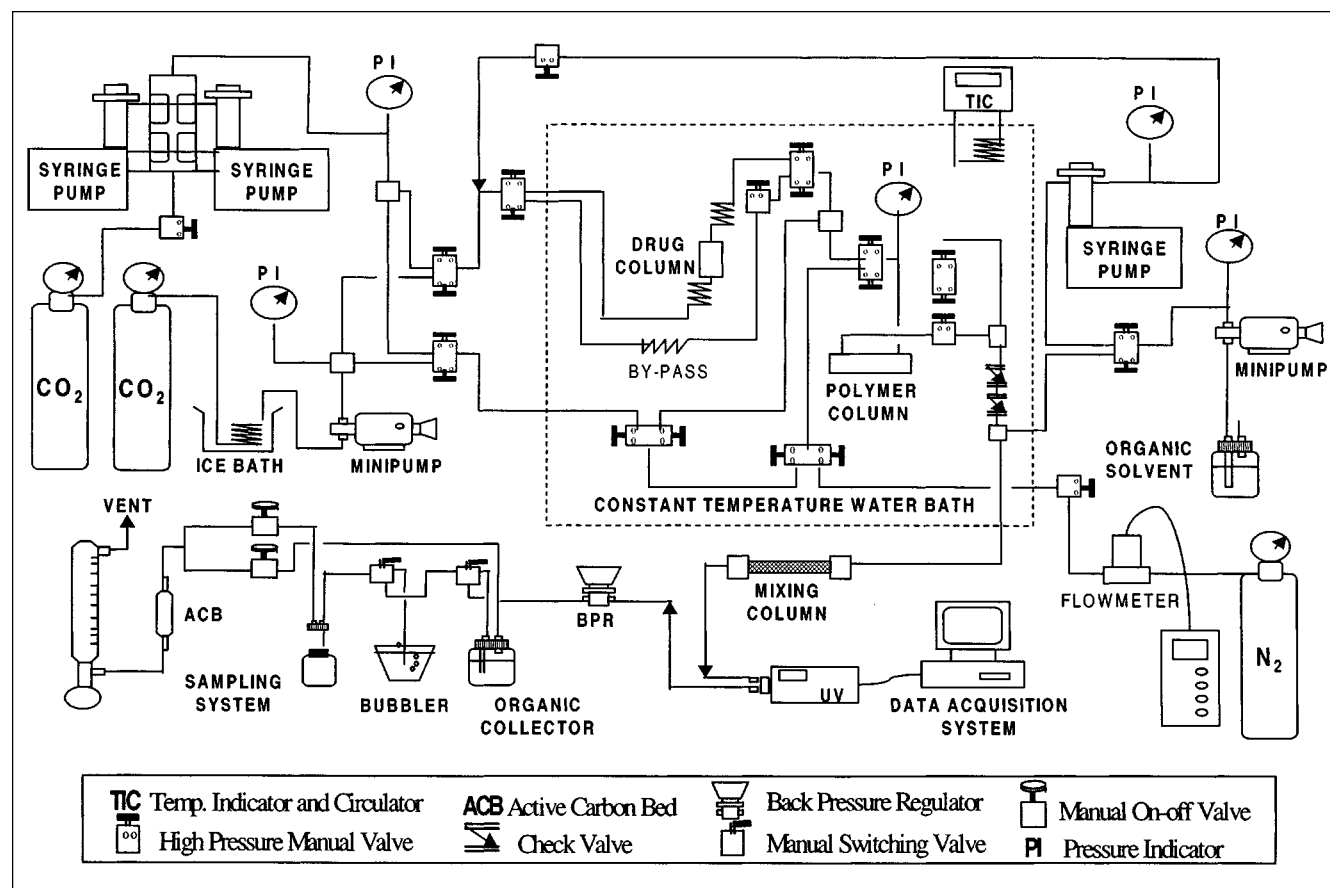 PI
SYRINGE
PUMP
SYRINGE
PUMP
TIC
PI
PI
DRUG
COLUMN
SYRINGE
PUMP
PI
PI
CO2
CO2
BY-PASS
POLYMER
COLUMN
MINIPUMP
ICE BATH
MINIPUMP
ORGANIC
SOLVENT
CONSTANT TEMPERATURE WATER BATH
VENT
ACB
SAMPLING
SYSTEM
BUBBLER
ORGANIC
COLLECTOR
BPR
MIXING
COLUMN
UV
DATA ACQUISITION
SYSTEM
FLOWMETER
N2
TIC Temp. Indicator and Circulator
ACB Active Carbon Bed
Back Pressure Regulator
Manual On-off Valve
High Pressure Manual Valve
Check Valve
Manual Switching Valve
PI Pressure Indicator